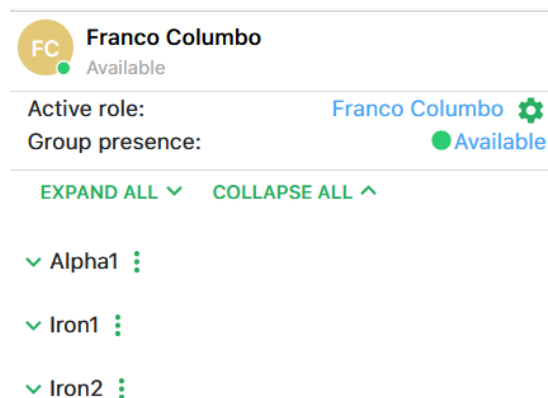 FC
Franco Columbo
Available
Active role: Franco Columbo
Group presence: Available
EXPAND ALL COLLAPSE ALL
Alpha1
Iron1
Iron2